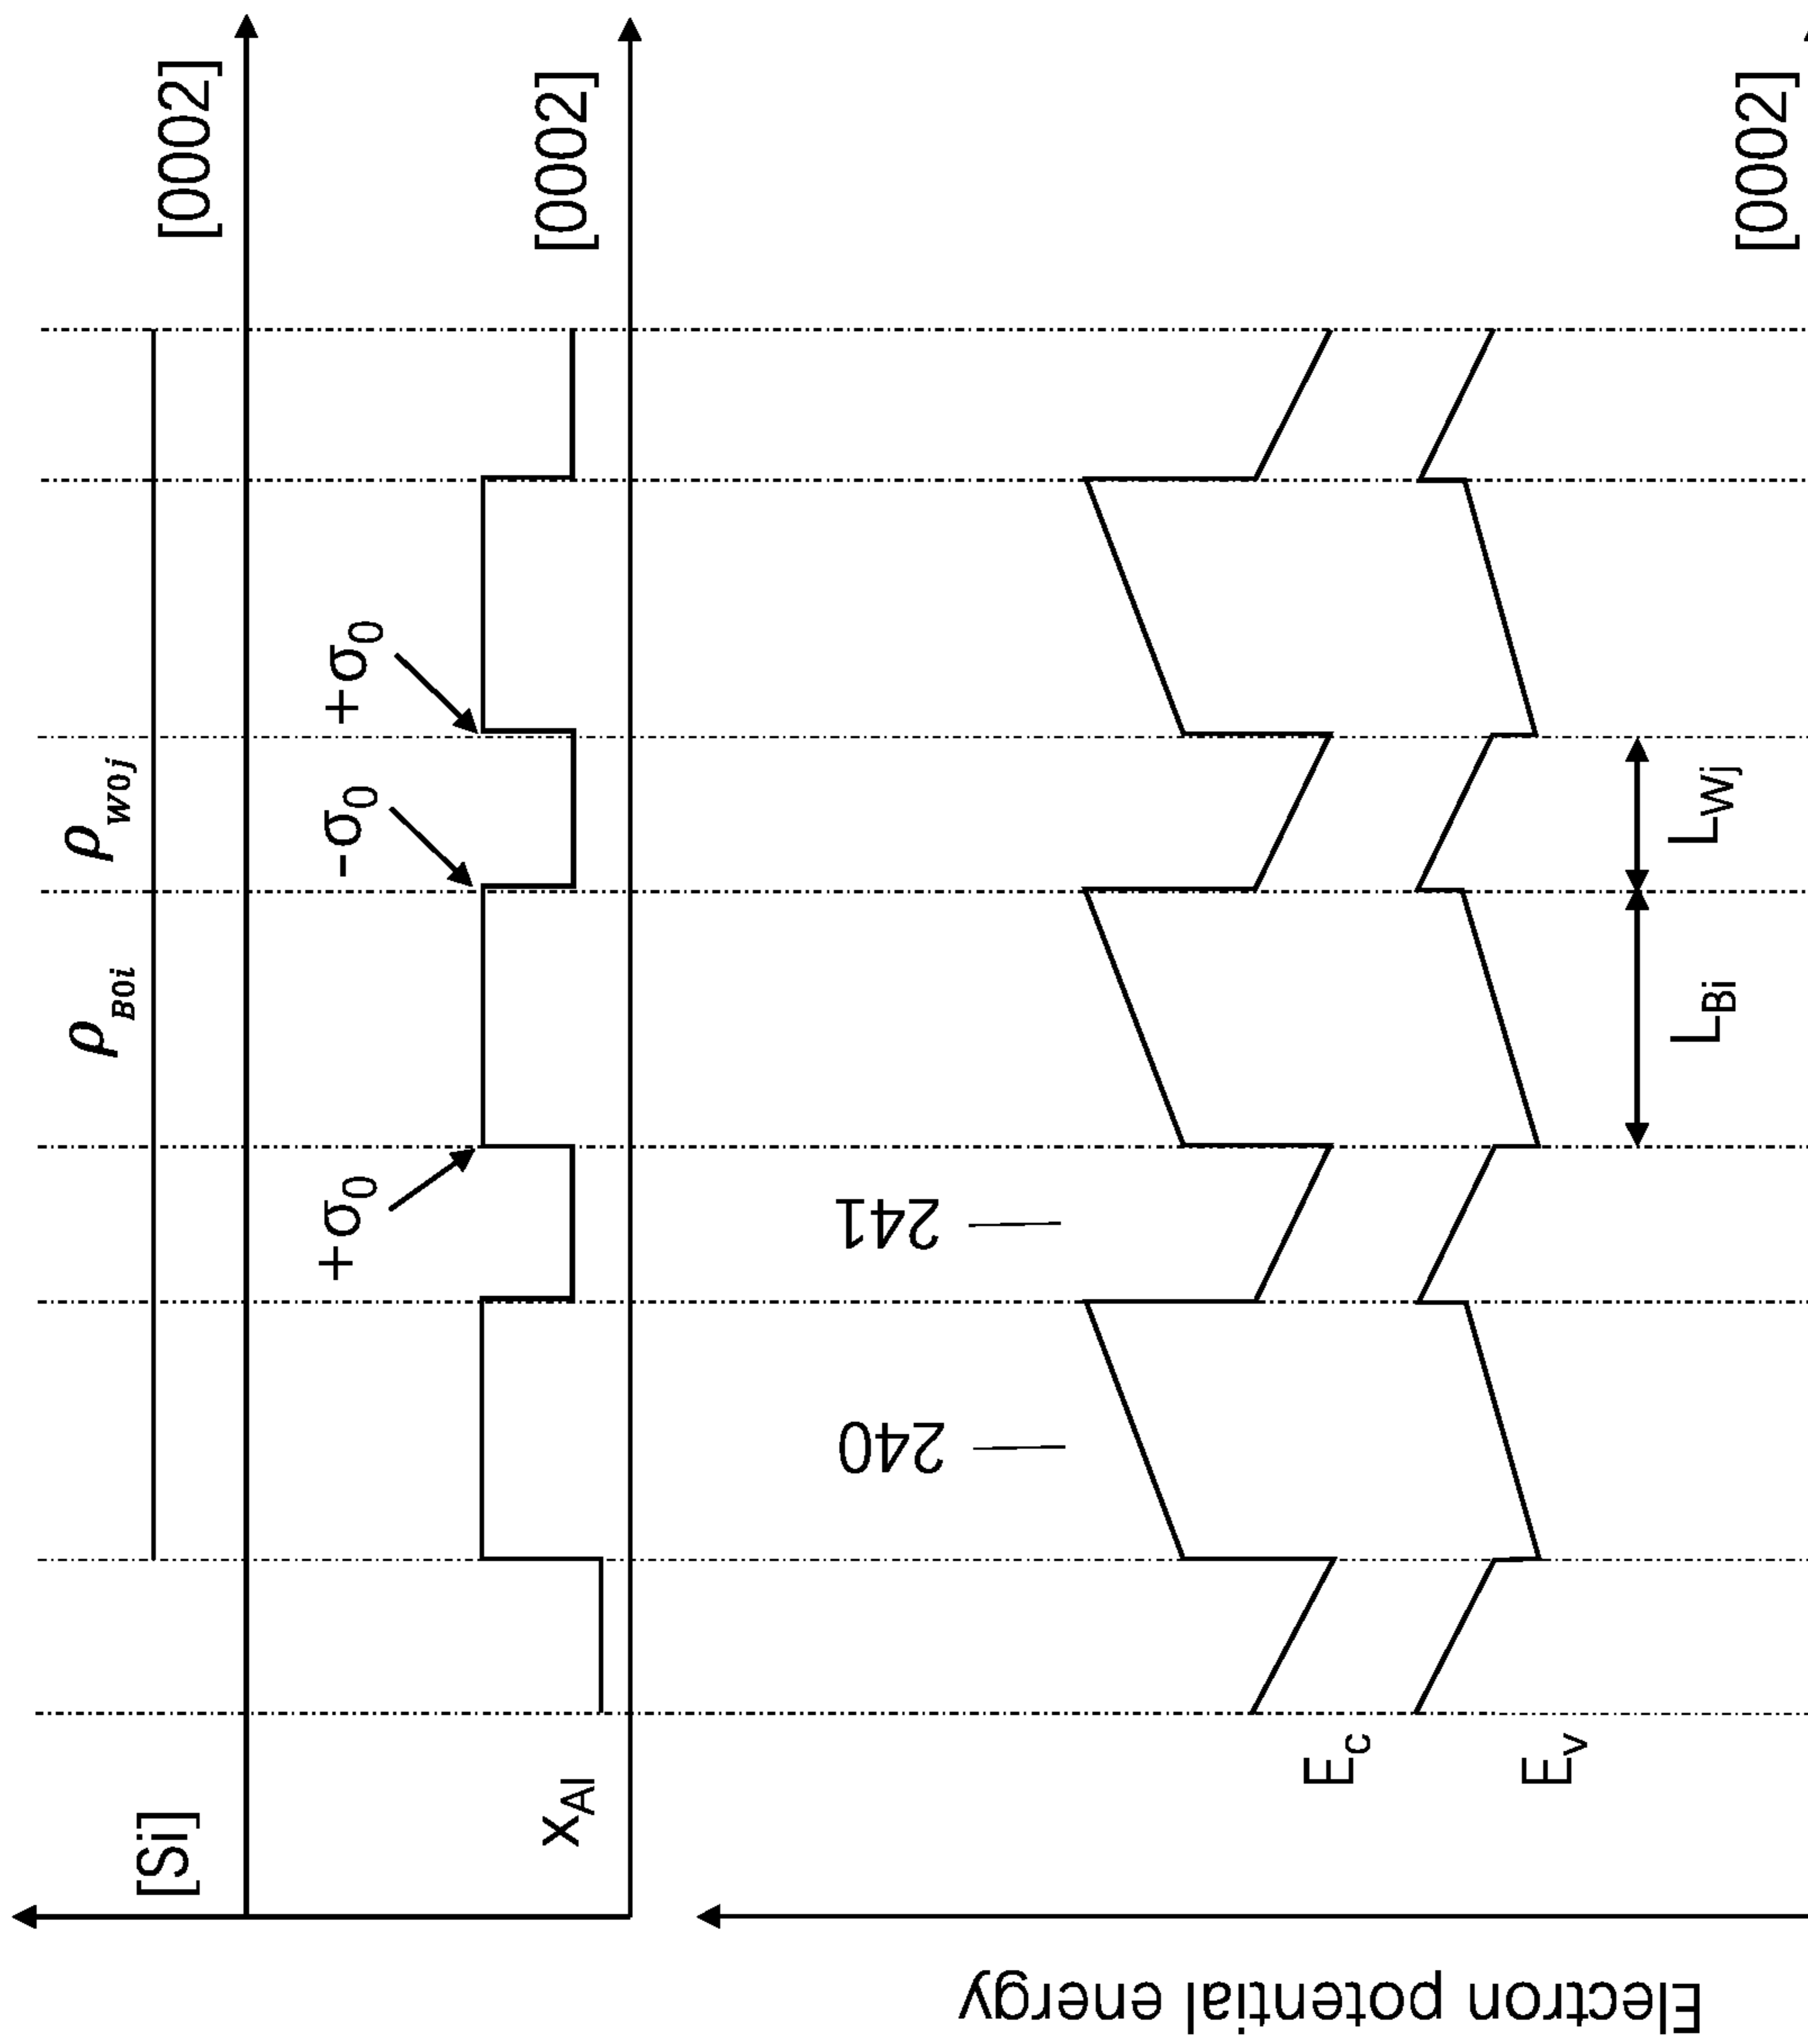 [Si]
ρB0i
ρW0j
[0002]
xAl
+σ0
-σ0
+σ0
[0002]
Electron potential energy
240
241
Ec
Ev
LBi
LWj
[0002]